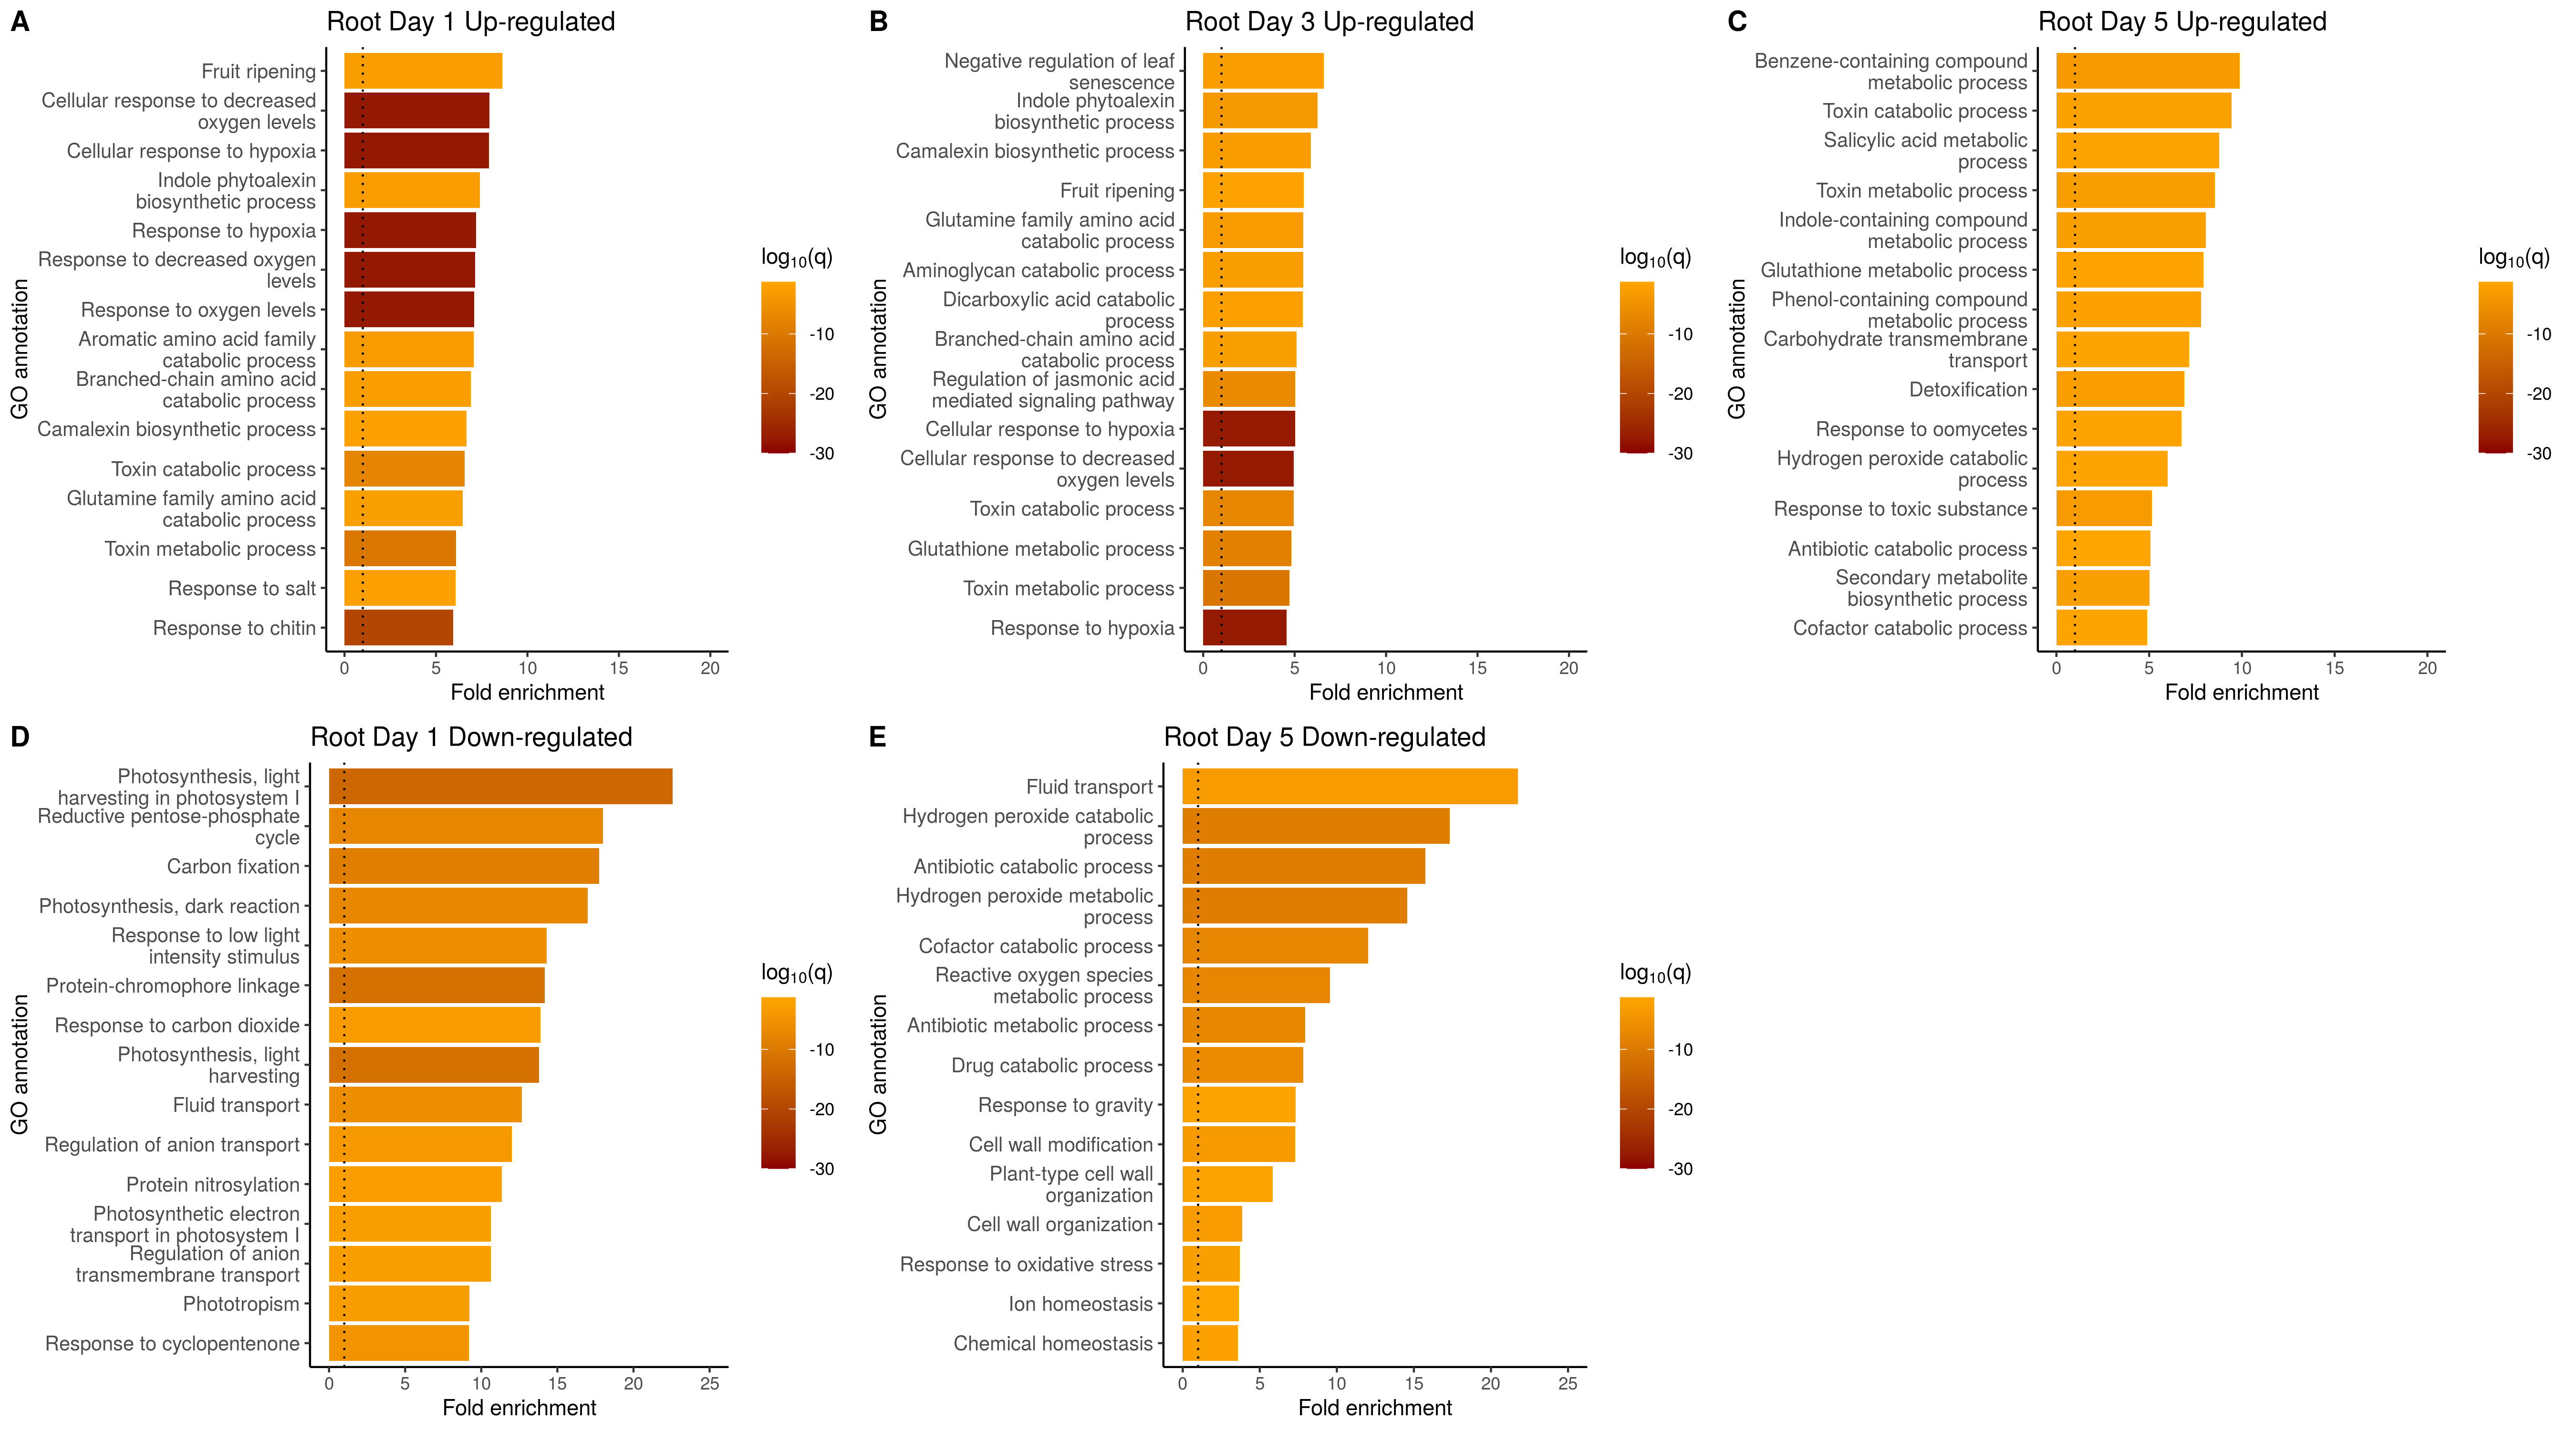 A
Root Day 1 Up-regulated
Fruit ripening
Cellular response to decreased
oxygen levels
Cellular response to hypoxia
Indole phytoalexin
biosynthetic process
Response to hypoxia
Response to decreased oxygen
levels
Response to oxygen levels
Aromatic amino acid family
catabolic process
Branched-chain amino acid
catabolic process
Camalexin biosynthetic process
Toxin catabolic process
Glutamine family amino acid
catabolic process
Toxin metabolic process
Response to salt
Response to chitin
GO annotation
0 5 10 15 20
Fold enrichment
log10(q)
-10
-20
-30
B
Root Day 3 Up-regulated
Negative regulation of leaf
senescence
Indole phytoalexin
biosynthetic process
Camalexin biosynthetic process
Fruit ripening
Glutamine family amino acid
catabolic process
Aminoglycan catabolic process
Dicarboxylic acid catabolic
process
Branched-chain amino acid
catabolic process
Regulation of jasmonic acid
mediated signaling pathway
Cellular response to hypoxia
Cellular response to decreased
oxygen levels
Toxin catabolic process
Glutathione metabolic process
Toxin metabolic process
Response to hypoxia
GO annotation
0 5 10 15 20
Fold enrichment
log10(q)
-10
-20
-30
C
Root Day 5 Up-regulated
Benzene-containing compound
metabolic process
Toxin catabolic process
Salicylic acid metabolic
process
Toxin metabolic process
Indole-containing compound
metabolic process
Glutathione metabolic process
Phenol-containing compound
metabolic process
Carbohydrate transmembrane
transport
Detoxification
Response to oomycetes
Hydrogen peroxide catabolic
process
Response to toxic substance
Antibiotic catabolic process
Secondary metabolite
biosynthetic process
Cofactor catabolic process
GO annotation
0 5 10 15 20
Fold enrichment
log10(q)
-10
-20
-30
D
Root Day 1 Down-regulated
Photosynthesis, light
harvesting in photosystem I
Reductive pentose-phosphate
cycle
Carbon fixation
Photosynthesis, dark reaction
Response to low light
intensity stimulus
Protein-chromophore linkage
Response to carbon dioxide
Photosynthesis, light
harvesting
Fluid transport
Regulation of anion transport
Protein nitrosylation
Photosynthetic electron
transport in photosystem I
Regulation of anion
transmembrane transport
Phototropism
Response to cyclopentenone
GO annotation
0 5 10 15 20 25
Fold enrichment
log10(q)
-10
-20
-30
E
Root Day 5 Down-regulated
Fluid transport
Hydrogen peroxide catabolic
process
Antibiotic catabolic process
Hydrogen peroxide metabolic
process
Cofactor catabolic process
Reactive oxygen species
metabolic process
Antibiotic metabolic process
Drug catabolic process
Response to gravity
Cell wall modification
Plant-type cell wall
organization
Cell wall organization
Response to oxidative stress
Ion homeostasis
Chemical homeostasis
GO annotation
0 5 10 15 20 25
Fold enrichment
log10(q)
-10
-20
-30